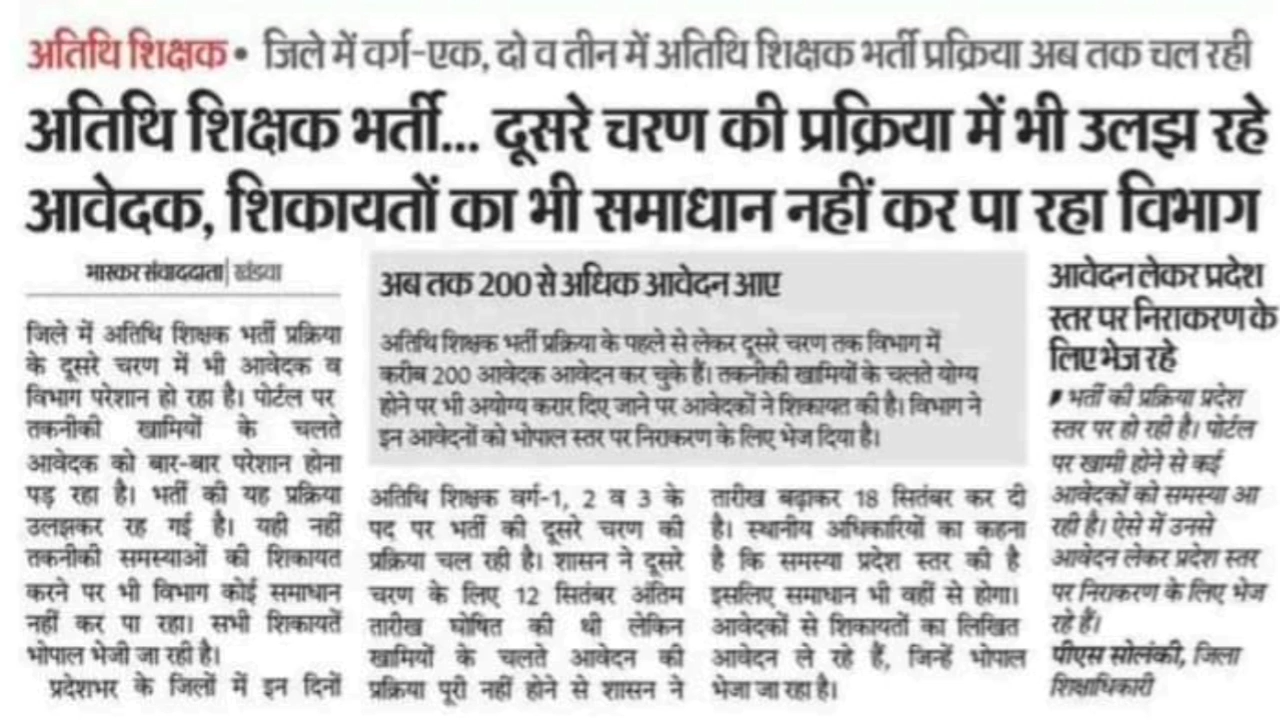 अतिथि शिक्षक • जिले में वर्ग-एक, दो व तीन में अतिथि शिक्षक भर्ती प्रक्रिया अब तक चल रही
अतिथि शिक्षक भर्ती... दूसरे चरण की प्रक्रिया में भी उलझ रहे
आवेदक, शिकायतों का भी समाधान नहीं कर पा रहा विभाग
भास्कर संवाददाता | खंडवा
जिले में अतिथि शिक्षक भर्ती प्रक्रिया
के दूसरे चरण में भी आवेदक व
विभाग परेशान हो रहा है। पोर्टल पर
तकनीकी खामियों के चलते
आवेदक को बार-बार परेशान होना
पड़ रहा है। भर्ती की यह प्रक्रिया
उलझकर रह गई है। यही नहीं
तकनीकी समस्याओं की शिकायत
करने पर भी विभाग कोई समाधान
नहीं कर पा रहा। सभी शिकायतें
भोपाल भेजी जा रही है।
प्रदेशभर के जिलों में इन दिनों
अतिथि शिक्षक वर्ग-1, 2 व 3 के
पद पर भर्ती की दूसरे चरण की
प्रक्रिया चल रही है। शासन ने दूसरे
चरण के लिए 12 सितंबर अंतिम
तारीख घोषित की थी लेकिन
खामियों के चलते आवेदन की
प्रक्रिया पूरी नहीं होने से शासन ने
तारीख बढ़ाकर 18 सितंबर कर दी
है। स्थानीय अधिकारियों का कहना
है कि समस्या प्रदेश स्तर की है
इसलिए समाधान भी वहीं से होगा।
आवेदकों से शिकायतों का लिखित
आवेदन ले रहे हैं, जिन्हें भोपाल
भेजा जा रहा है।
अब तक 200 से अधिक आवेदन आए
अतिथि शिक्षक भर्ती प्रक्रिया के पहले से लेकर दूसरे चरण तक विभाग में
करीब 200 आवेदक आवेदन कर चुके हैं। तकनीकी खामियों के चलते योग्य
होने पर भी अयोग्य करार दिए जाने पर आवेदकों ने शिकायत की है। विभाग ने
इन आवेदनों को भोपाल स्तर पर निराकरण के लिए भेज दिया है।
आवेदन लेकर प्रदेश
स्तर पर निराकरण के
लिए भेज रहे
भर्ती की प्रक्रिया प्रदेश
स्तर पर हो रही है। पोर्टल
पर खामी होने से कई
आवेदकों को समस्या आ
रही है। ऐसे में उनसे
आवेदन लेकर प्रदेश स्तर
पर निराकरण के लिए भेज
रहे हैं।
पीएस सोलंकी, जिला
शिक्षाधिकारी